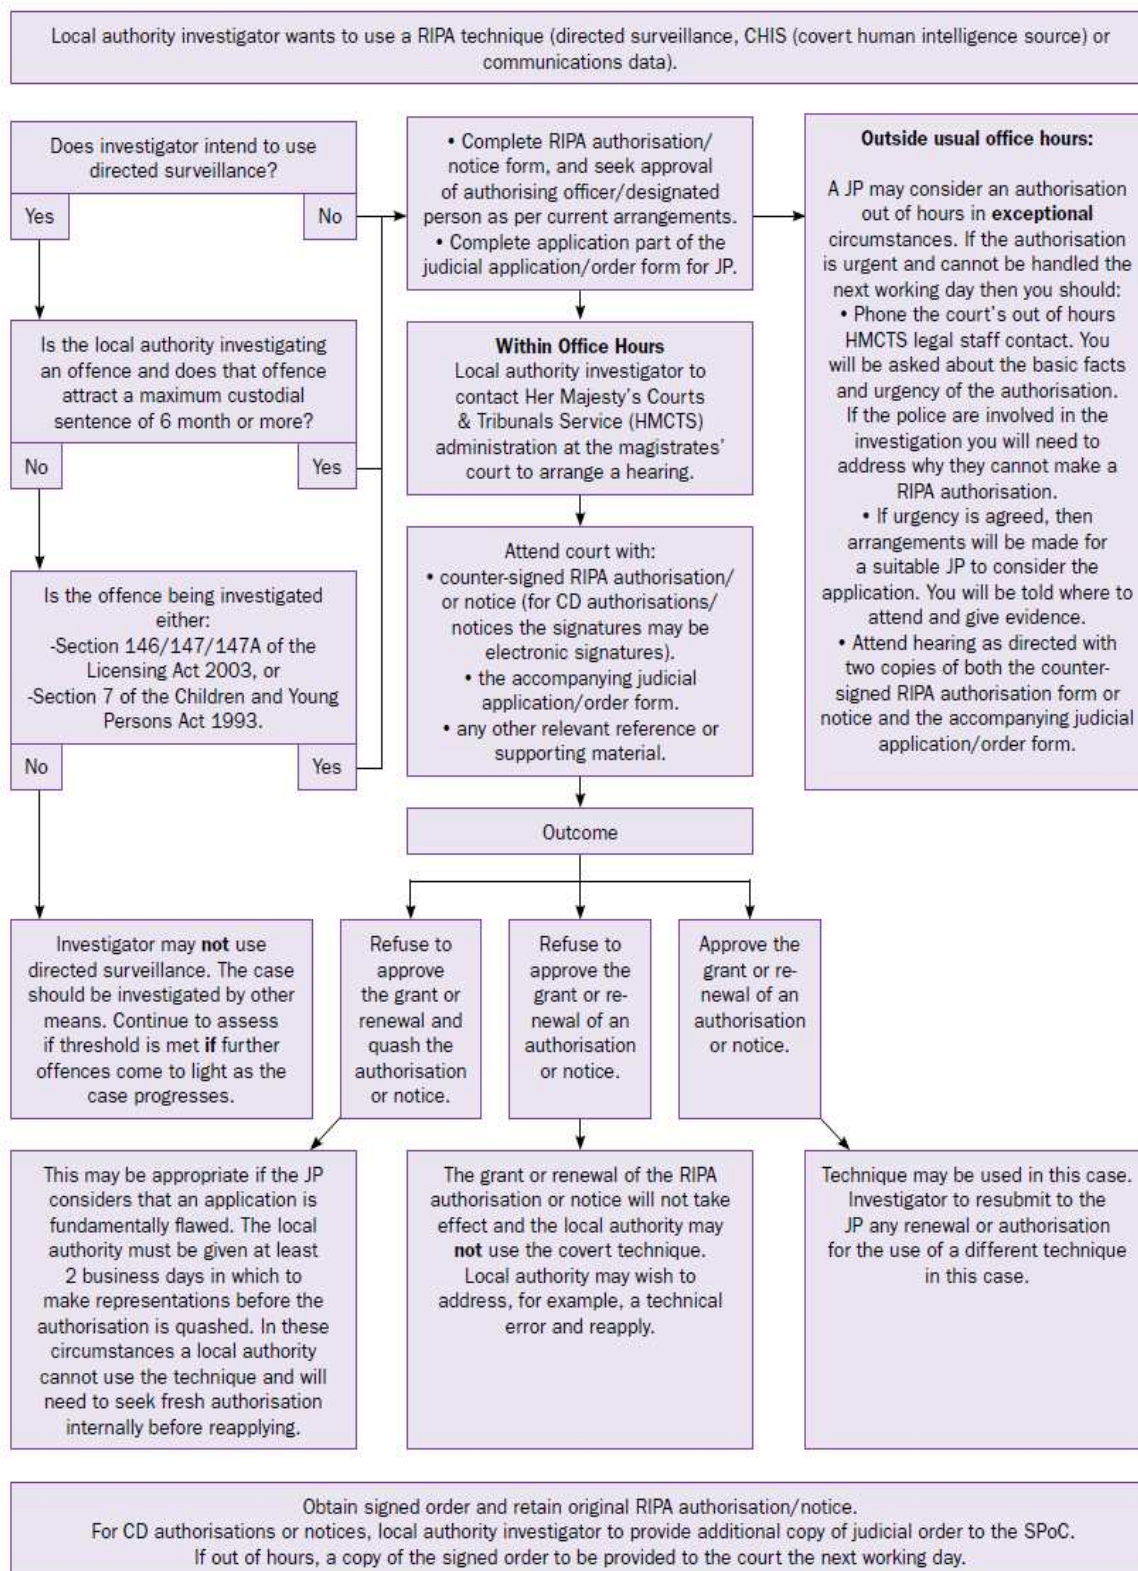 Local authority investigator wants to use a RIPA technique (directed surveillance, CHIS (covert human intelligence source) or
communications data).
Does investigator intend to use
directed surveillance?
Yes
No
Is the local authority investigating
an offence and does that offence
attract a maximum custodial
sentence of 6 month or more?
No
Yes
Is the offence being investigated
either:
-Section 146/147/147A of the
Licensing Act 2003, or
-Section 7 of the Children and Young
Persons Act 1993.
No
Yes
• Complete RIPA authorisation/
notice form, and seek approval
of authorising officer/designated
person as per current arrangements.
• Complete application part of the
judicial application/order form for JP.
Within Office Hours
Local authority investigator to
contact Her Majesty's Courts
& Tribunals Service (HMCTS)
administration at the magistrates'
court to arrange a hearing.
Attend court with:
• counter-signed RIPA authorisation/
or notice (for CD authorisations/
notices the signatures may be
electronic signatures).
• the accompanying judicial
application/order form.
• any other relevant reference or
supporting material.
Outside usual office hours:
A JP may consider an authorisation
out of hours in exceptional
circumstances. If the authorisation
is urgent and cannot be handled the
next working day then you should:
• Phone the court's out of hours
HMCTS legal staff contact. You
will be asked about the basic facts
and urgency of the authorisation.
If the police are involved in the
investigation you will need to
address why they cannot make a
RIPA authorisation.
• If urgency is agreed, then
arrangements will be made for
a suitable JP to consider the
application. You will be told where to
attend and give evidence.
• Attend hearing as directed with
two copies of both the counter-
signed RIPA authorisation form or
notice and the accompanying judicial
application/order form.
Outcome
Investigator may not use
directed surveillance. The case
should be investigated by other
means. Continue to assess
if threshold is met if further
offences come to light as the
case progresses.
Refuse to
approve
the grant or
renewal and
quash the
authorisation
or notice.
Refuse to
approve the
grant or re-
newal of an
authorisation
or notice.
Approve the
grant or re-
newal of an
authorisation
or notice.
This may be appropriate if the JP
considers that an application is
fundamentally flawed. The local
authority must be given at least
2 business days in which to
make representations before the
authorisation is quashed. In these
circumstances a local authority
cannot use the technique and will
need to seek fresh authorisation
internally before reapplying.
The grant or renewal of the RIPA
authorisation or notice will not take
effect and the local authority may
not use the covert technique.
Local authority may wish to
address, for example, a technical
error and reapply.
Technique may be used in this case.
Investigator to resubmit to the
JP any renewal or authorisation
for the use of a different technique
in this case.
Obtain signed order and retain original RIPA authorisation/notice.
For CD authorisations or notices, local authority investigator to provide additional copy of judicial order to the SPoC.
If out of hours, a copy of the signed order to be provided to the court the next working day.